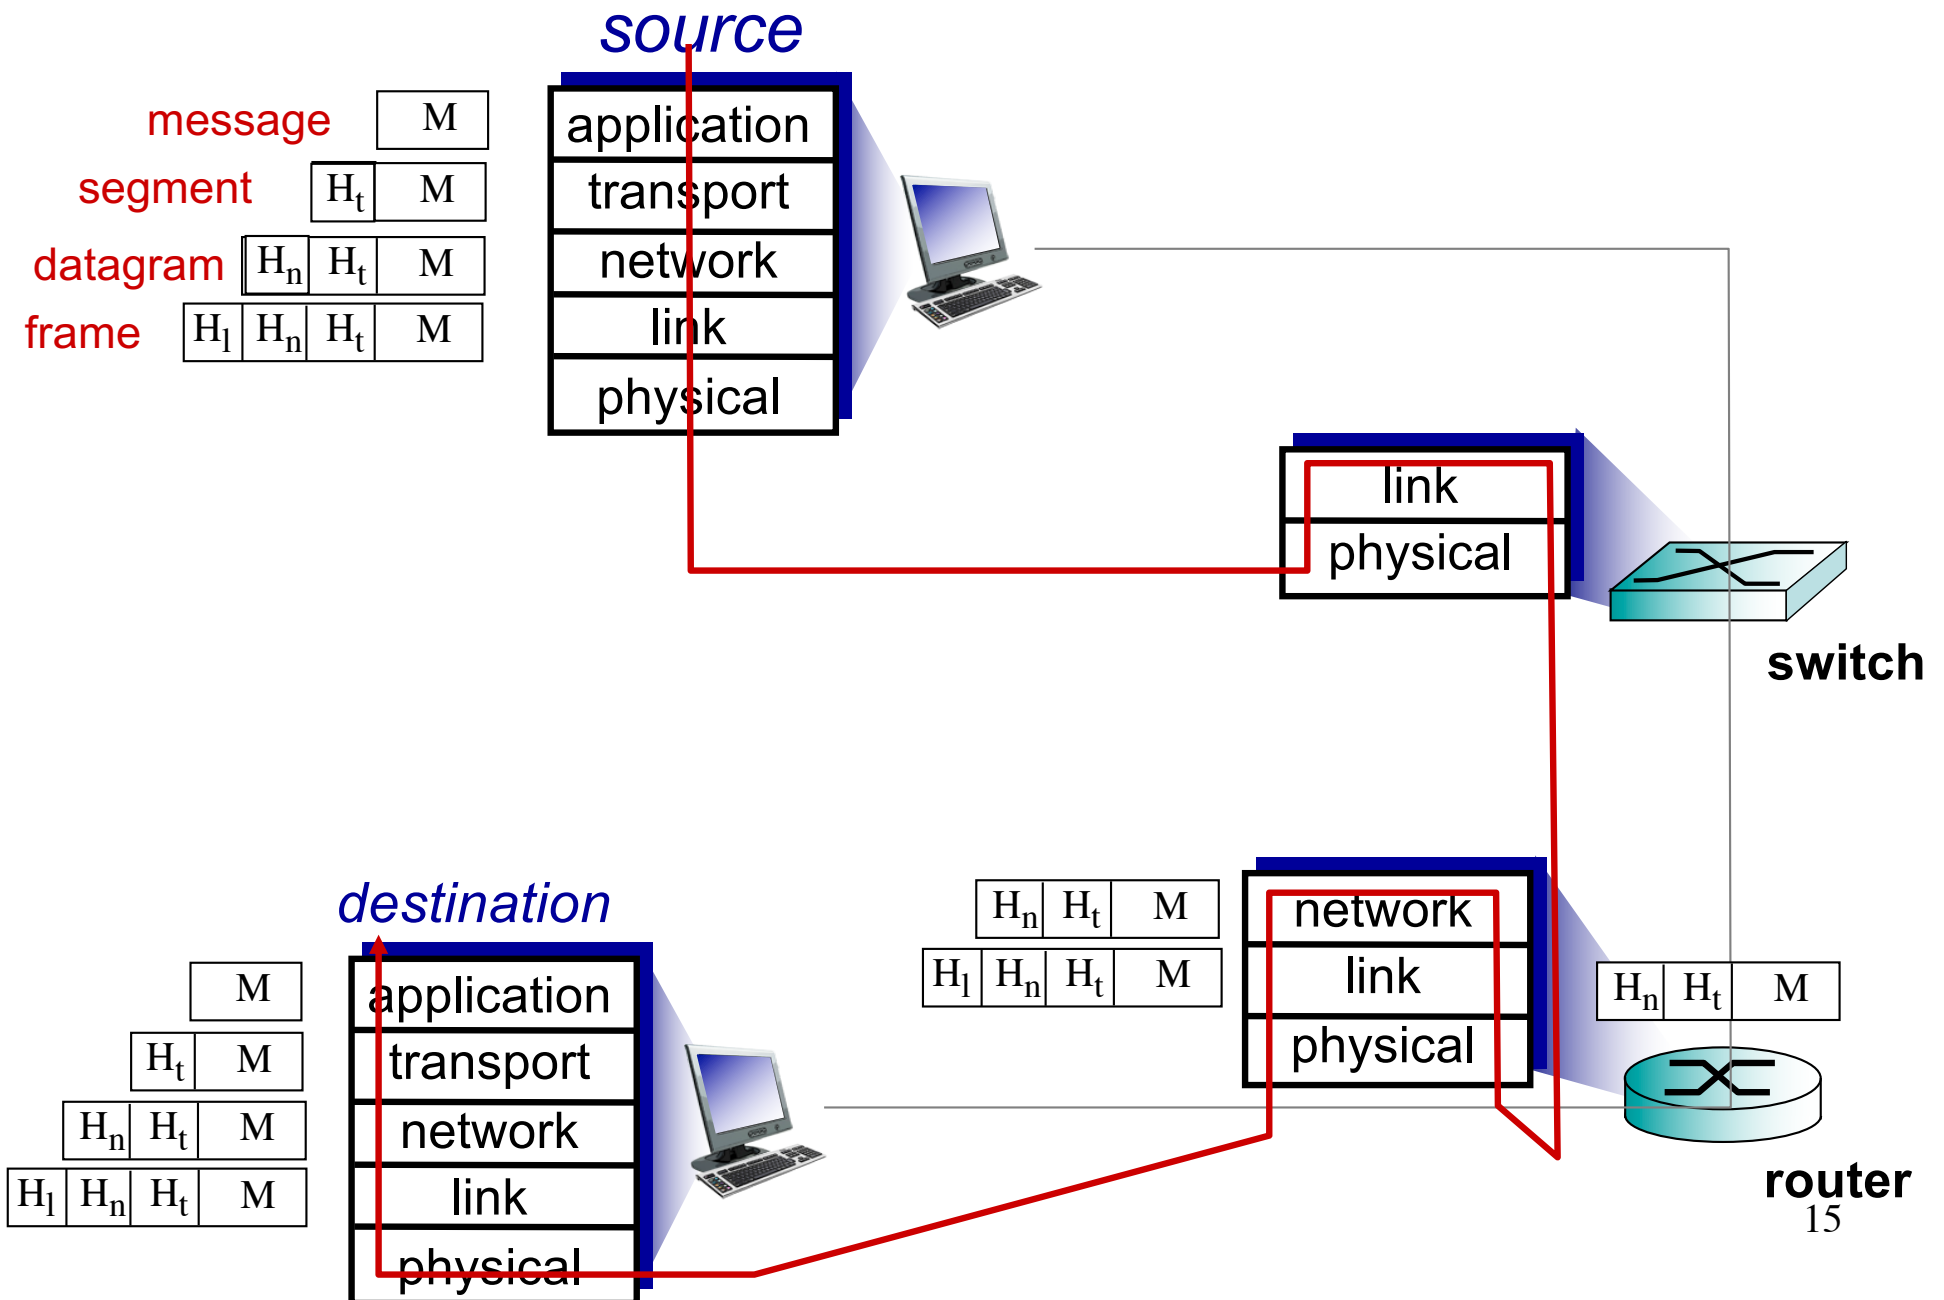 source
message M
segment Ht M
datagram Hn Ht M
frame Hl Hn Ht M
application
transport
network
link
physical
link
physical
switch
destination
M
Ht M
Hn Ht M
Hl Hn Ht M
application
transport
network
link
physical
Hn Ht M
Hl Hn Ht M
network
link
physical
Hn Ht M
router
15